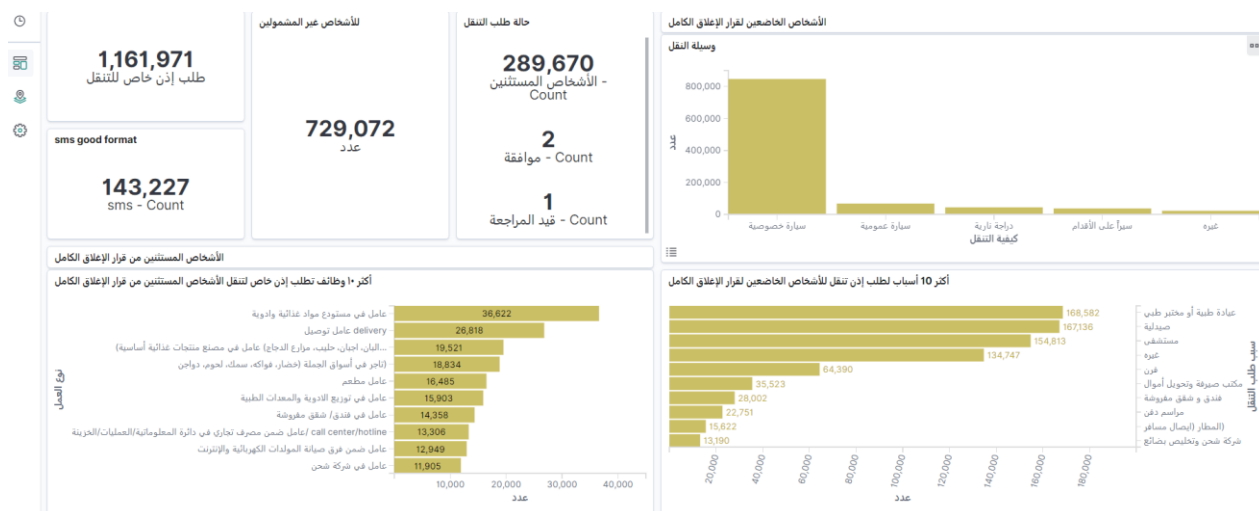 1,161,971
طلب إذن خاص للتنقل
sms good format
143,227
sms - Count
للأشخاص غير المشمولين
729,072
عدد
حالة طلب التنقل
289,670
الأشخاص المستثنين -
Count
2
موافقة - Count
1
قيد المراجعة - Count
الأشخاص الخاضعين لقرار الإغلاق الكامل
وسيلة النقل
800,000
600,000
400,000
200,000
0
عدد
سيارة خصوصية
سيارة عمومية
دراجة نارية
سيراً على الأقدام
غيره
كيفية التنقل
الأشخاص المستثنين من قرار الإغلاق الكامل
أكثر ١٠ وظائف تطلب إذن خاص لتنقل الأشخاص المستثنين من قرار الإغلاق الكامل
نوع العمل
عامل في مستودع مواد غذائية وادوية 36,622
delivery عامل توصيل 26,818
...البان، اجبان، حليب، مزارع الدجاج) عامل في مصنع منتجات غذائية أساسية) 19,521
(تاجر في أسواق الجملة (خضار، فواكه، سمك، لحوم، دواجن 18,834
عامل مطعم 16,485
عامل في توزيع الادوية والمعدات الطبية 15,903
عامل في فندق/ شقق مفروشة 14,358
call center/hotline /عامل ضمن مصرف تجاري في دائرة المعلوماتية/العمليات/الخزينة 13,306
عامل ضمن فرق صيانة المولدات الكهربائية والإنترنت 12,949
عامل في شركة شحن 11,905
10,000 20,000 30,000 40,000
عدد
أكثر 10 أسباب لطلب إذن تنقل للأشخاص الخاضعين لقرار الإغلاق الكامل
سبب طلب التنقل
عيادة طبية أو مختبر طبي 168,582
صيدلية 167,136
مستشفى 154,813
غيره 134,747
فرن 64,390
مكتب صيرفة وتحويل أموال 35,523
فندق و شقق مفروشة 28,002
مراسم دفن 22,751
(المطار (ايصال مسافر 15,622
شركة شحن وتخليص بضائع 13,190
20,000 40,000 60,000 80,000 100,000 120,000 140,000 160,000 180,000
عدد